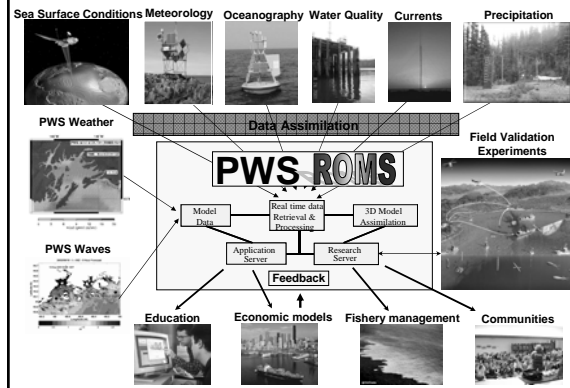 Sea Surface Conditions
Meteorology
Oceanography
Water Quality
Currents
Precipitation
Data Assimilation
PWS Weather
PWS ROMS
Field Validation
Experiments
Model
Data
Real time data
Retrieval &
Processing
3D Model
Assimilation
PWS Waves
Application
Server
Research
Server
Feedback
Education
Economic models
Fishery management
Communities